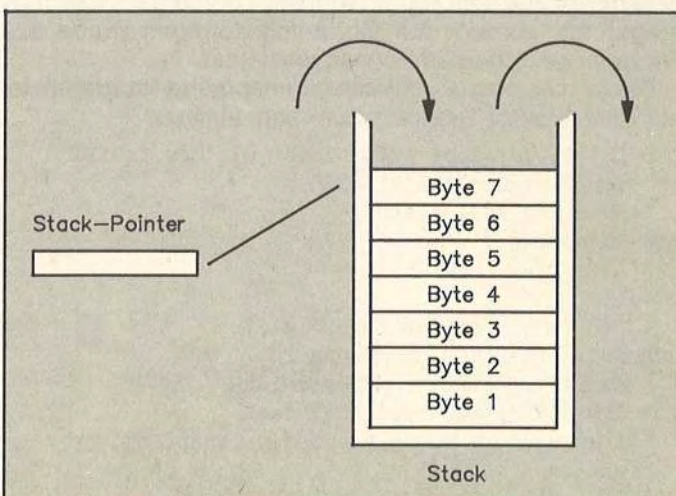 Byte 7
Stack-Pointer
Byte 6
Byte 5
Byte 4
Byte 3
Byte 2
Byte 1
Stack